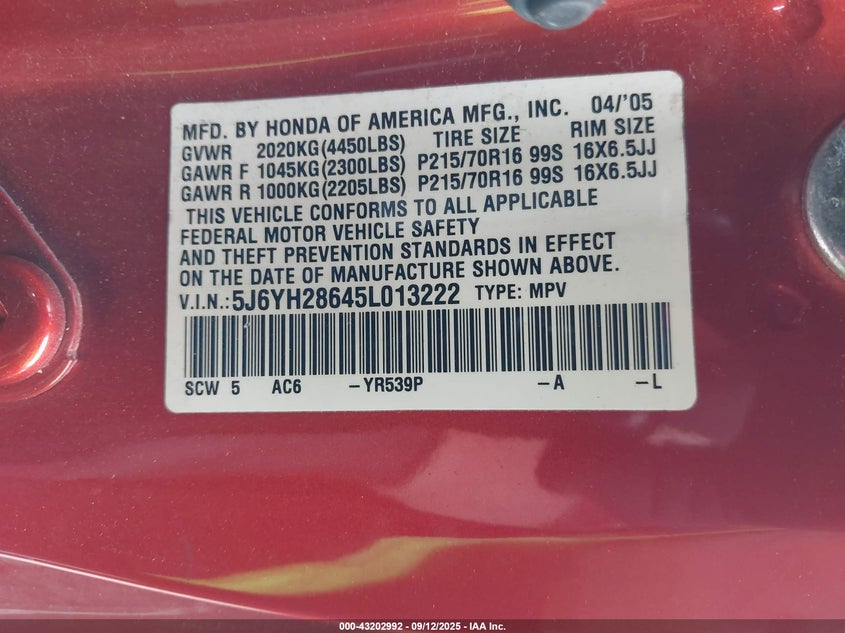 MFD. BY HONDA OF AMERICA MFG., INC. 04/'05
GVWR 2020KG(4450LBS) TIRE SIZE RIM SIZE
GAWR F 1045KG(2300LBS) P215/70R16 99S 16X6.5JJ
GAWR R 1000KG(2205LBS) P215/70R16 99S 16X6.5JJ
THIS VEHICLE CONFORMS TO ALL APPLICABLE
FEDERAL MOTOR VEHICLE SAFETY
AND THEFT PREVENTION STANDARDS IN EFFECT
ON THE DATE OF MANUFACTURE SHOWN ABOVE.
V.I.N.:5J6YH28645L013222 TYPE: MPV
SCW 5 AC6 -YR539P -A -L
000-43202992 - 09/12/2025 - IAA Inc.